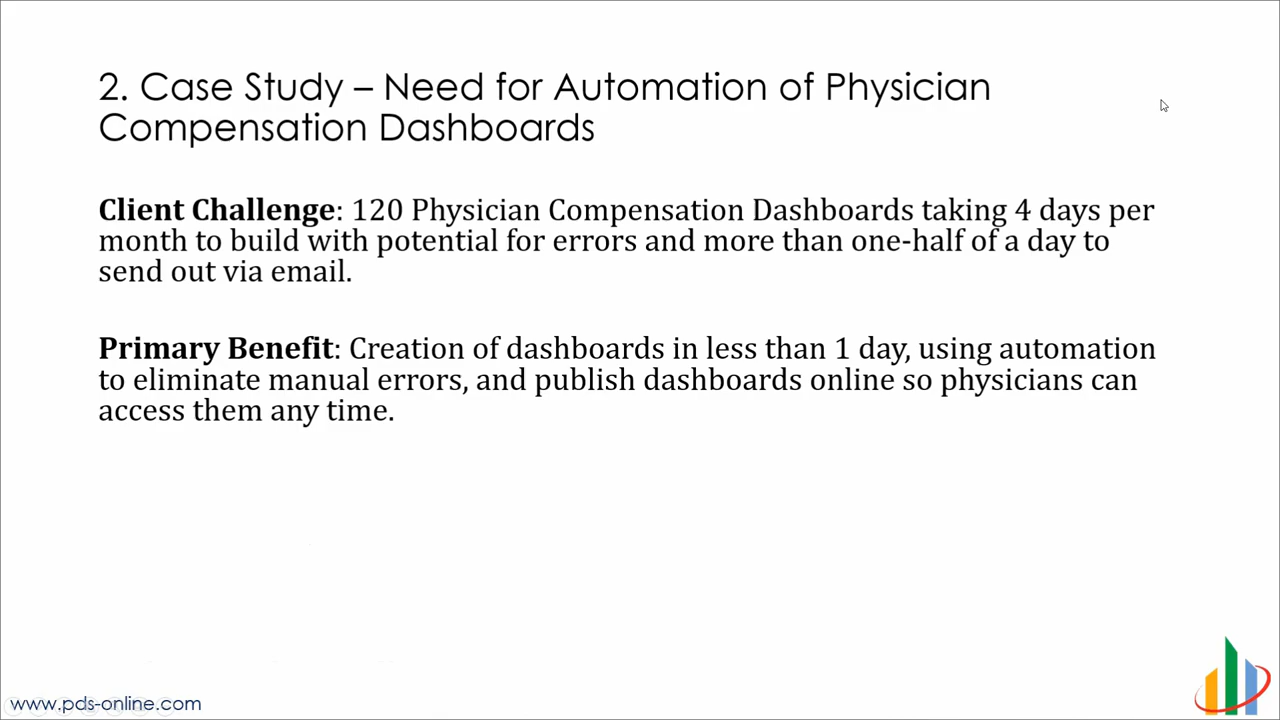 2. Case Study – Need for Automation of Physician
Compensation Dashboards
Client Challenge: 120 Physician Compensation Dashboards taking 4 days per
month to build with potential for errors and more than one-half of a day to
send out via email.
Primary Benefit: Creation of dashboards in less than 1 day, using automation
to eliminate manual errors, and publish dashboards online so physicians can
access them any time.
www.pds-online.com